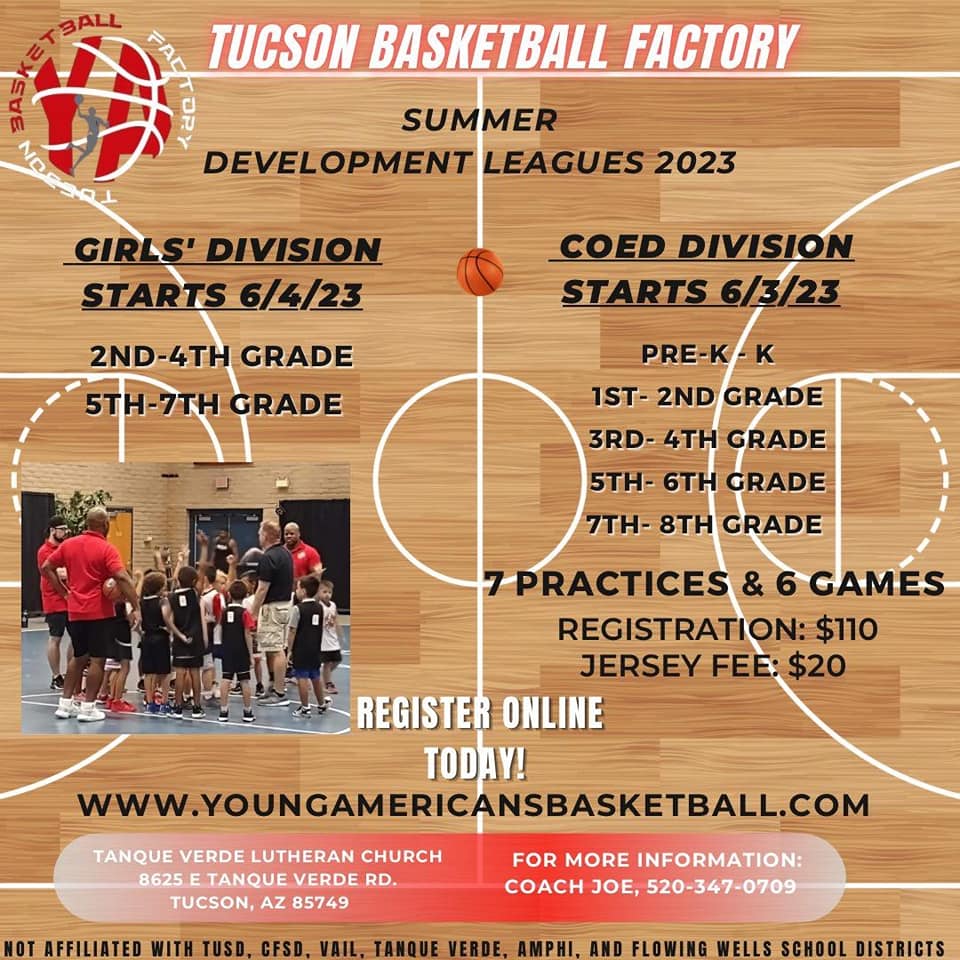 TUCSON BASKETBALL FACTORY
YA
TUCSON BASKETBALL FACTORY
SUMMER
DEVELOPMENT LEAGUES 2023
GIRLS' DIVISION
STARTS 6/4/23
2ND-4TH GRADE
5TH-7TH GRADE
COED DIVISION
STARTS 6/3/23
PRE-K - K
1ST- 2ND GRADE
3RD- 4TH GRADE
5TH- 6TH GRADE
7TH- 8TH GRADE
7 PRACTICES & 6 GAMES
REGISTRATION: $110
JERSEY FEE: $20
REGISTER ONLINE
TODAY!
WWW.YOUNGAMERICANSBASKETBALL.COM
TANQUE VERDE LUTHERAN CHURCH
8625 E TANQUE VERDE RD.
TUCSON, AZ 85749
FOR MORE INFORMATION:
COACH JOE, 520-347-0709
NOT AFFILIATED WITH TUSD, CFSD, VAIL, TANQUE VERDE, AMPHI, AND FLOWING WELLS SCHOOL DISTRICTS